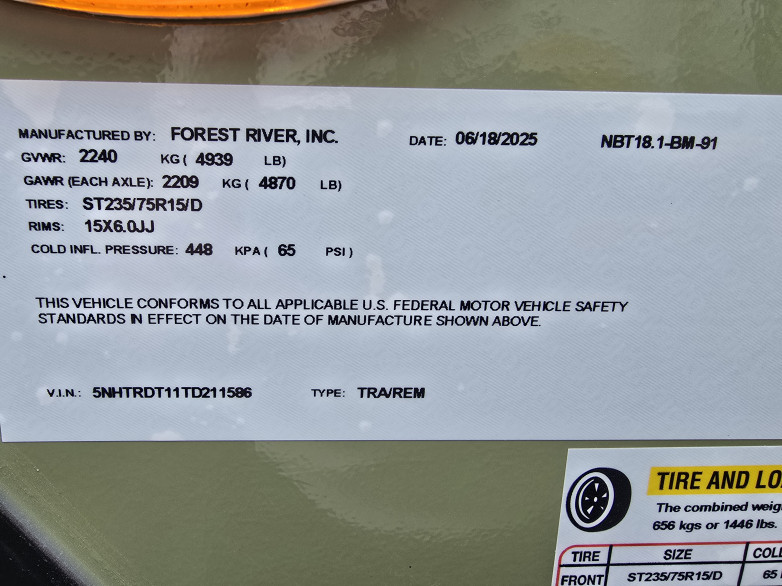 MANUFACTURED BY: FOREST RIVER, INC. DATE: 06/18/2025 NBT18.1-BM-91
GVWR: 2240 KG ( 4939 LB)
GAWR (EACH AXLE): 2209 KG ( 4870 LB)
TIRES: ST235/75R15/D
RIMS: 15X6.0JJ
COLD INFL. PRESSURE: 448 KPA ( 65 PSI )
THIS VEHICLE CONFORMS TO ALL APPLICABLE U.S. FEDERAL MOTOR VEHICLE SAFETY
STANDARDS IN EFFECT ON THE DATE OF MANUFACTURE SHOWN ABOVE.
V.I.N.: 5NHTRDT11TD211586 TYPE: TRA/REM
TIRE AND LO
The combined weig
656 kgs or 1446 lbs.
TIRE SIZE COL
FRONT ST235/75R15/D 65